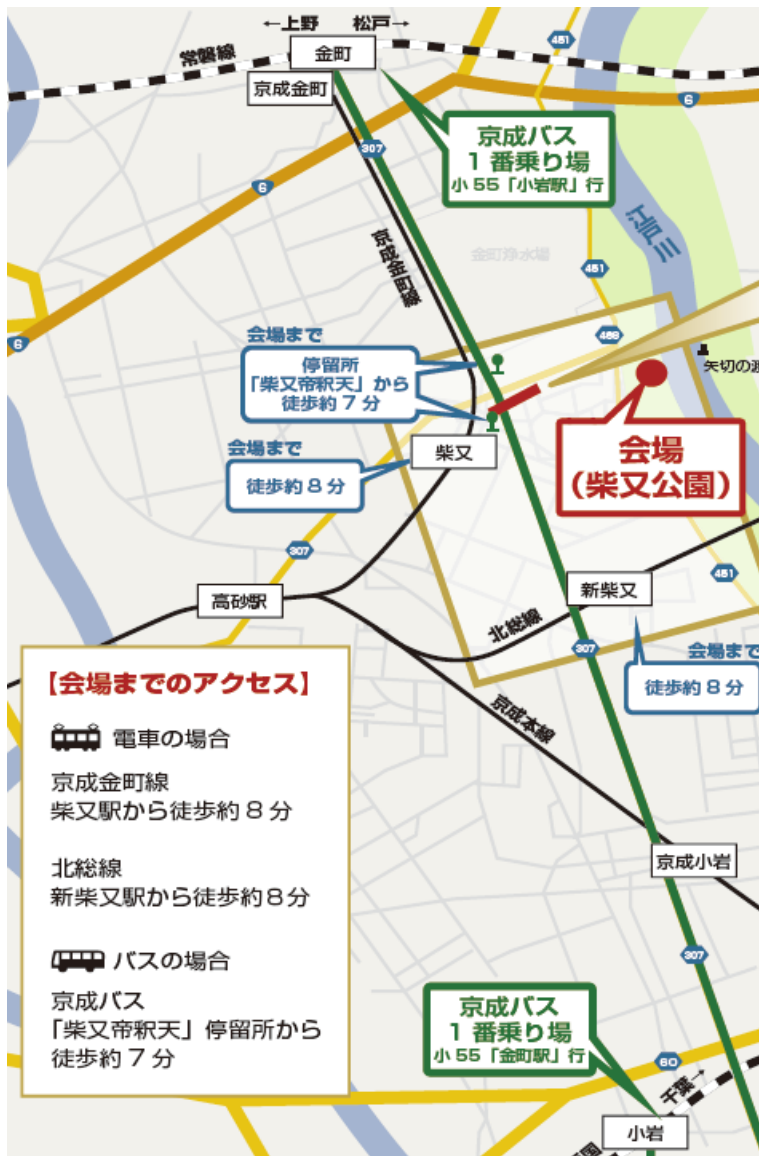 ←上野　松戸→
常磐線
金町
京成金町
451
6
307
京成バス
1 番乗り場
小 55「小岩駅」行
6
江戸川
京成金町線
金町浄水場
451
6
会場まで
停留所
「柴又帝釈天」から
徒歩約 7 分
矢切の渡
会場まで
徒歩約 8 分
柴又
会場
（柴又公園）
307
高砂駅
新柴又
451
北総線
307
会場まで
徒歩約 8 分
京成本線
【会場までのアクセス】
電車の場合
京成金町線
柴又駅から徒歩約 8 分
北総線
新柴又駅から徒歩約8 分
バスの場合
京成バス
「柴又帝釈天」停留所から
徒歩約 7 分
京成小岩
307
京成バス
1 番乗り場
小 55「金町駅」行
60
千葉→
小岩